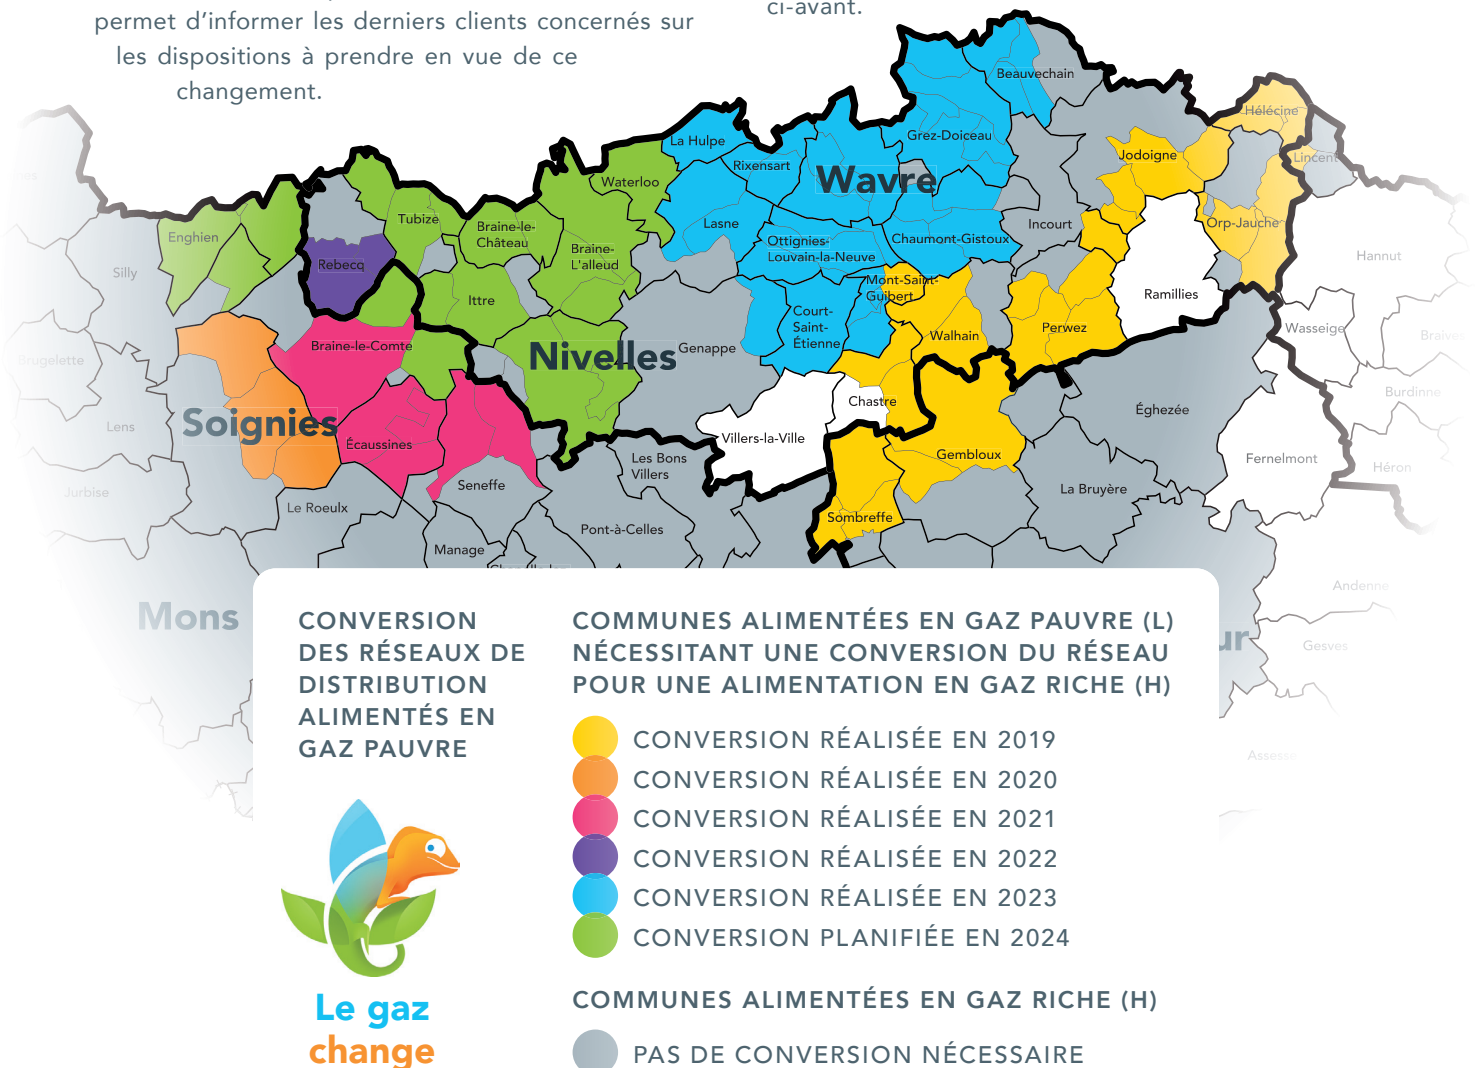 permet d'informer les derniers clients concernés sur
les dispositions à prendre en vue de ce
changement.
ci-avant.
Beauvechain
Hélécine
La Hulpe
Grez-Doiceau
Jodoigne
Lincent
Rixensart
Waterloo
Wavre
Enghien
Tubize
Braine-le-
Château
Lasne
Incourt
Orp-Jauche
Silly
Rebecq
Braine-
L'alleud
Ottignies-
Louvain-la-Neuve
Chaumont-Gistoux
Hannut
Ittre
Mont-Saint-
Guibert
Ramillies
Court-
Saint-
Étienne
Brugelette
Braine-le-Comte
Nivelles
Genappe
Walhain
Perwez
Wasseige
Braives
Burdinne
Lens
Soignies
Écaussines
Chastre
Éghezée
Villers-la-Ville
Les Bons
Villers
Gembloux
Fernelmont
Héron
Jurbise
Seneffe
La Bruyère
Le Roeulx
Pont-à-Celles
Sombreffe
Manage
Andenne
Mons
ur
Gesves
Assesse
CONVERSION
DES RÉSEAUX DE
DISTRIBUTION
ALIMENTÉS EN
GAZ PAUVRE
Le gaz
change
COMMUNES ALIMENTÉES EN GAZ PAUVRE (L)
NÉCESSITANT UNE CONVERSION DU RÉSEAU
POUR UNE ALIMENTATION EN GAZ RICHE (H)
CONVERSION RÉALISÉE EN 2019
CONVERSION RÉALISÉE EN 2020
CONVERSION RÉALISÉE EN 2021
CONVERSION RÉALISÉE EN 2022
CONVERSION RÉALISÉE EN 2023
CONVERSION PLANIFIÉE EN 2024
COMMUNES ALIMENTÉES EN GAZ RICHE (H)
PAS DE CONVERSION NÉCESSAIRE